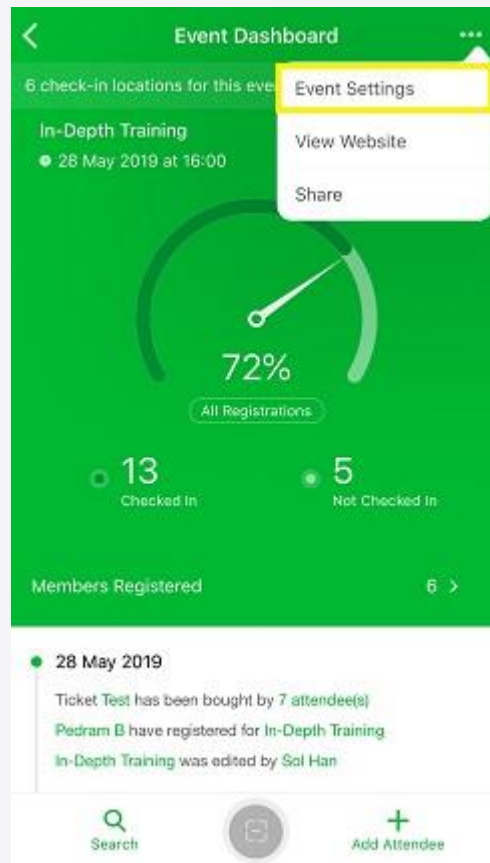 Event Dashboard
6 check-in locations for this eve
Event Settings
In-Depth Training
View Website
28 May 2019 at 16:00
Share
72%
All Registrations
13
5
Checked In
Not Checked In
Members Registered 6
28 May 2019
Ticket Test has been bought by 7 attendee(s)
Pedram B have registered for In-Depth Training
In-Depth Training was edited by Sol Han
Search
Add Attendee